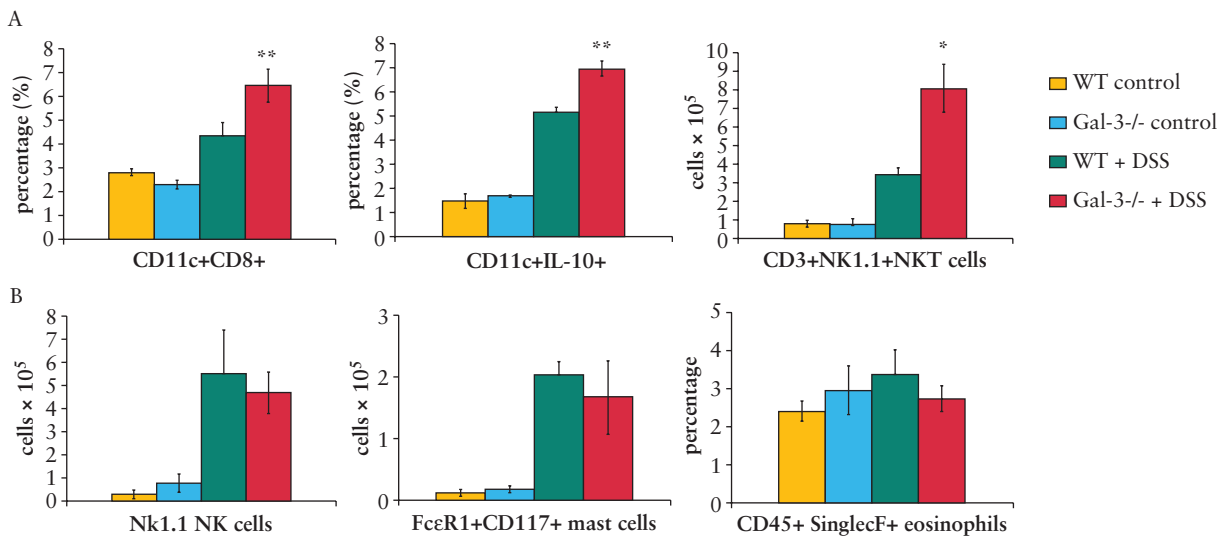 A
percentage (%)
8
7
6
5
4
3
2
1
0
**
CD11c+CD8+
percentage (%)
8
7
6
5
4
3
2
1
0
**
CD11c+IL-10+
cells × 10⁵
10
9
8
7
6
5
4
3
2
1
0
*
CD3+NK1.1+NKT cells
WT control
Gal-3-/- control
WT + DSS
Gal-3-/- + DSS
B
cells × 10⁵
8
7
6
5
4
3
2
1
0
Nk1.1 NK cells
cells × 10⁵
3
2
1
0
FcεR1+CD117+ mast cells
percentage
5
4
3
2
1
0
CD45+ SinglecF+ eosinophils